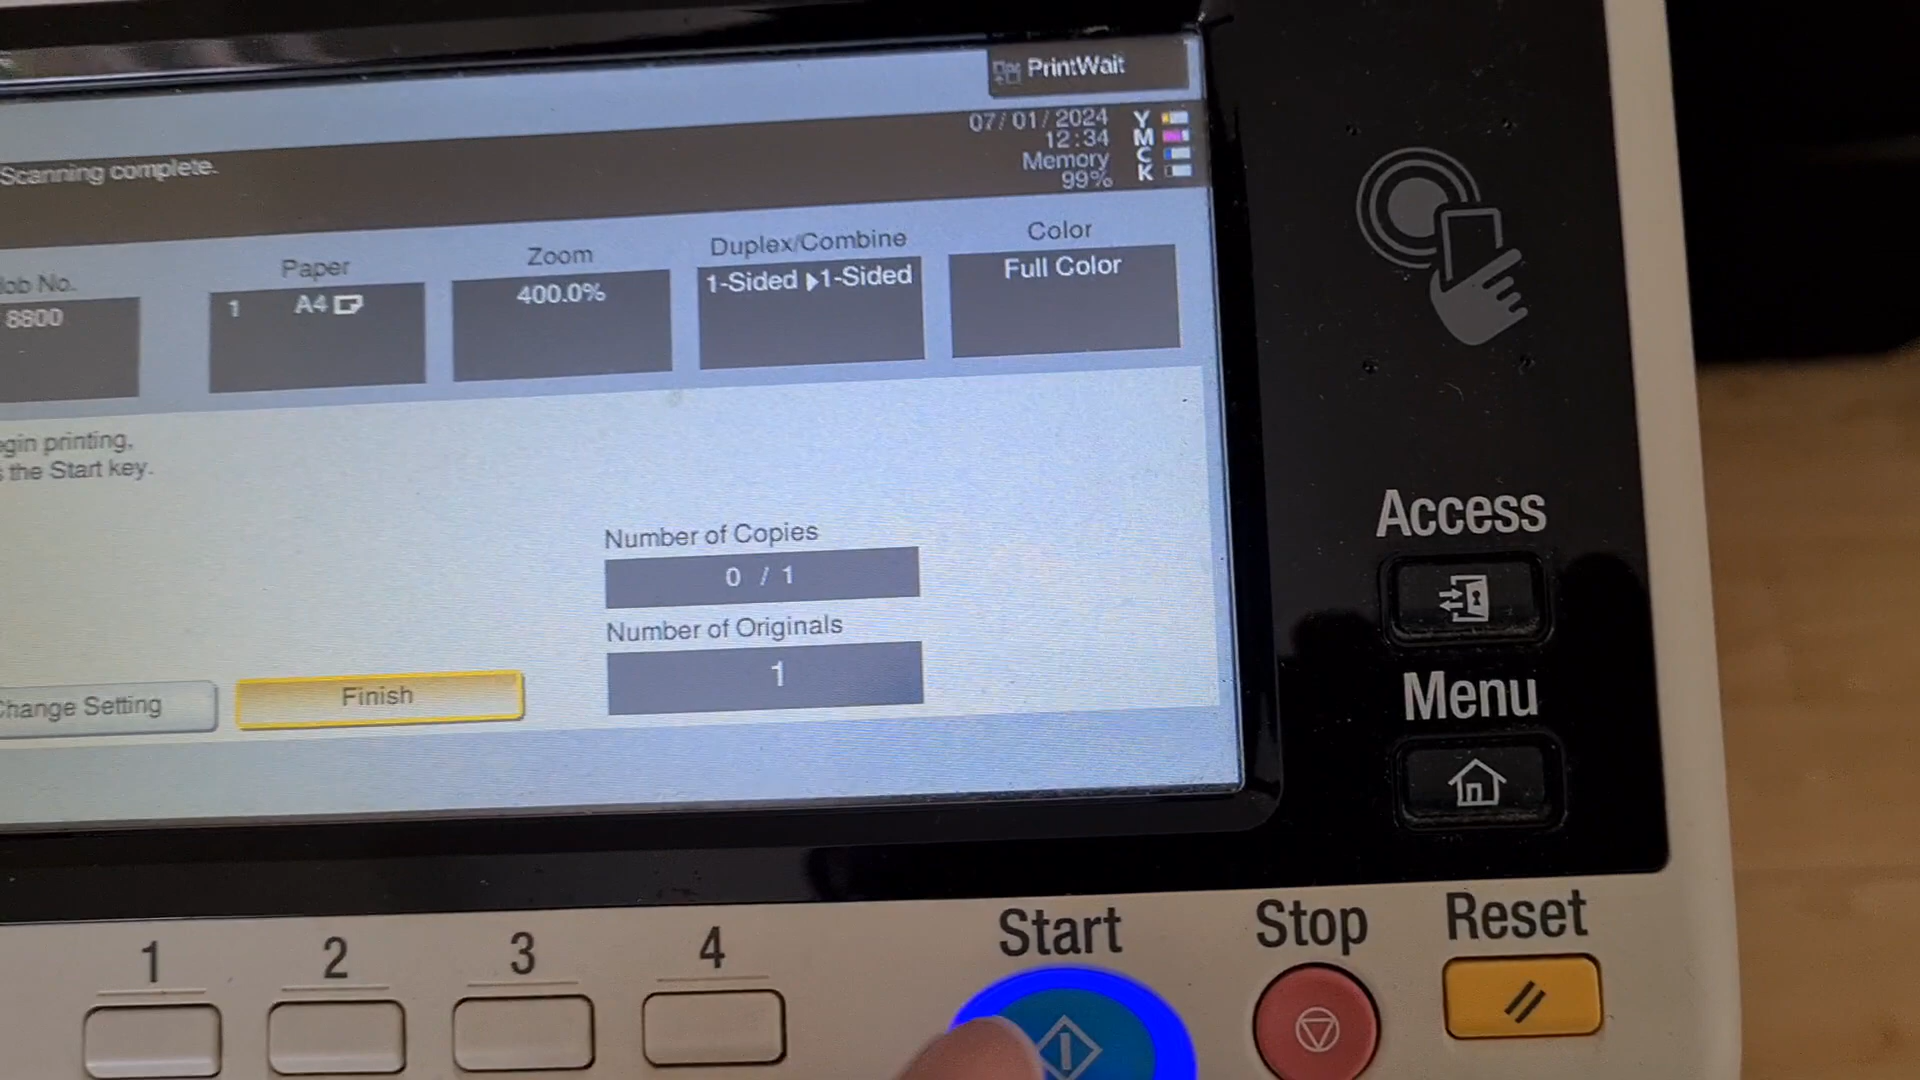 PrintWait
07/01/2024
12:34
Memory
99%
Y
M
C
K
Scanning complete.
Job No.
8800
Paper
1 A4
Zoom
400.0%
Duplex/Combine
1-Sided ▶1-Sided
Color
Full Color
egin printing,
s the Start key.
Number of Copies
0 / 1
Number of Originals
1
Change Setting
Finish
Access
Menu
1
2
3
4
Start
Stop
Reset